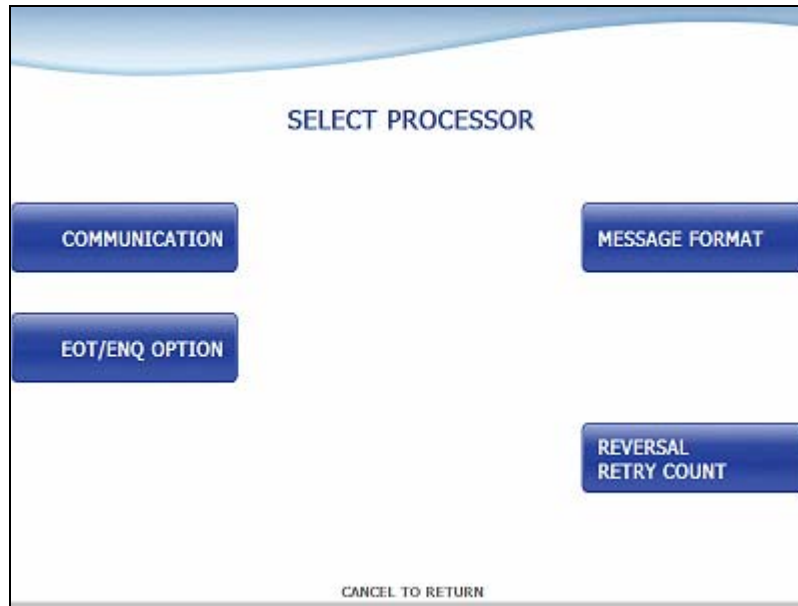 SELECT PROCESSOR
COMMUNICATION
MESSAGE FORMAT
EOT/ENQ OPTION
REVERSAL
RETRY COUNT
CANCEL TO RETURN